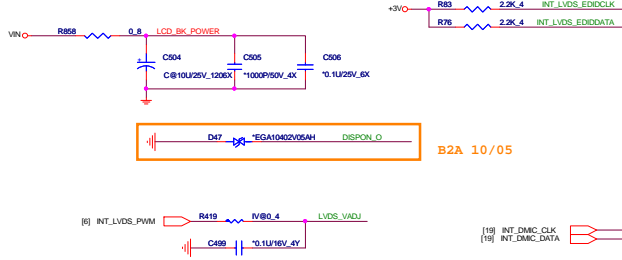 +3V R83 2.2K_4 INT_LVDS_EDIDCLK
R76 2.2K_4 INT_LVDS_EDIDDATA
VIN R858 0_8 LCD_BK_POWER
+ C504 C505 C506
C@10U/25V_1206X *1000P/50V_4X *0.1U/25V_6X
D47 *EGA10402V05AH DISPON_O
B2A 10/05
[6] INT_LVDS_PWM R419 IV@0_4 LVDS_VADJ
C499 *0.1U/16V_4Y
[19] INT_DMIC_CLK
[19] INT_DMIC_DATA